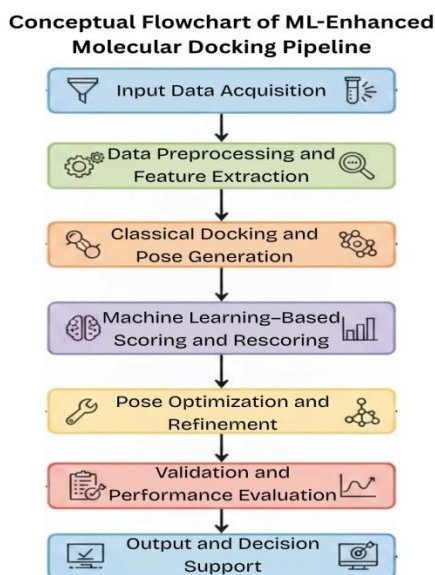 Conceptual Flowchart of ML-Enhanced
Molecular Docking Pipeline
Input Data Acquisition
Data Preprocessing and
Feature Extraction
Classical Docking and
Pose Generation
Machine Learning–Based
Scoring and Rescoring
Pose Optimization and
Refinement
Validation and
Performance Evaluation
Output and Decision
Support